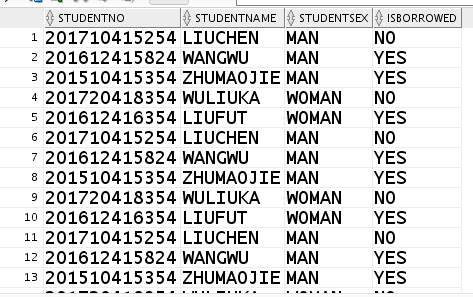 STUDENTNO STUDENTNAME STUDENTSEX ISBORROWED
1 201710415254 LIUCHEN MAN NO
2 201612415824 WANGWU MAN YES
3 201510415354 ZHUMAOJIE MAN YES
4 201720418354 WULIUKA WOMAN NO
5 201612416354 LIUFUT WOMAN YES
6 201710415254 LIUCHEN MAN NO
7 201612415824 WANGWU MAN YES
8 201510415354 ZHUMAOJIE MAN YES
9 201720418354 WULIUKA WOMAN NO
10 201612416354 LIUFUT WOMAN YES
11 201710415254 LIUCHEN MAN NO
12 201612415824 WANGWU MAN YES
13 201510415354 ZHUMAOJIE MAN YES